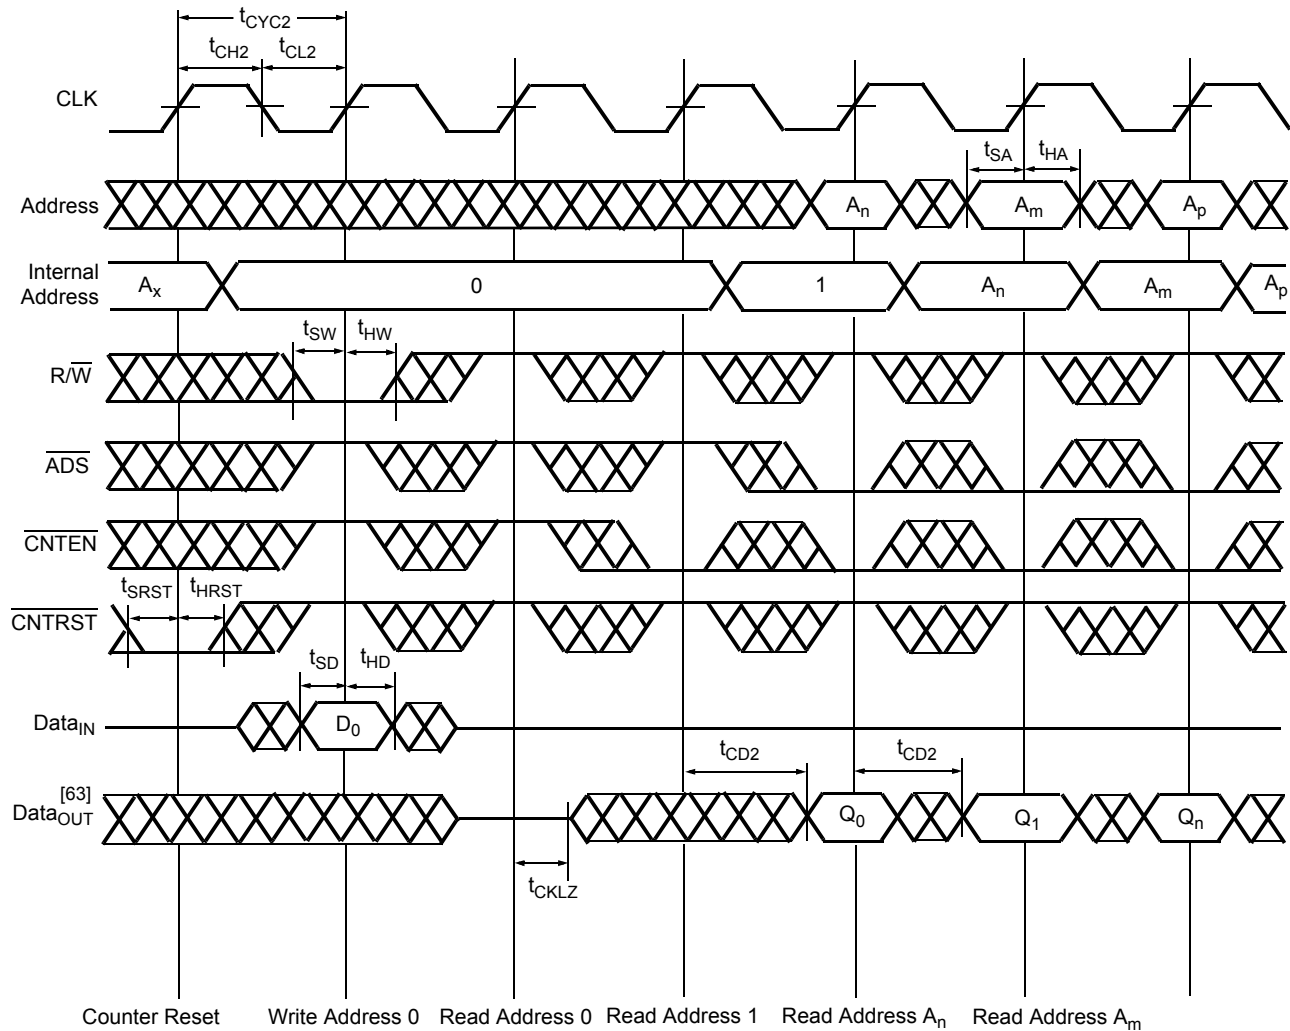 tCYC2
tCH2 tCL2
CLK
tSA tHA
Address An Am Ap
Internal Address Ax 0 1 An Am Ap
tSW tHW
R/W
ADS
CNTEN
tSRST tHRST
CNTRST
tSD tHD
DataIN D0
tCD2 tCD2
DataOUT [63] Q0 Q1 Qn
tCKLZ
Counter Reset Write Address 0 Read Address 0 Read Address 1 Read Address An Read Address Am